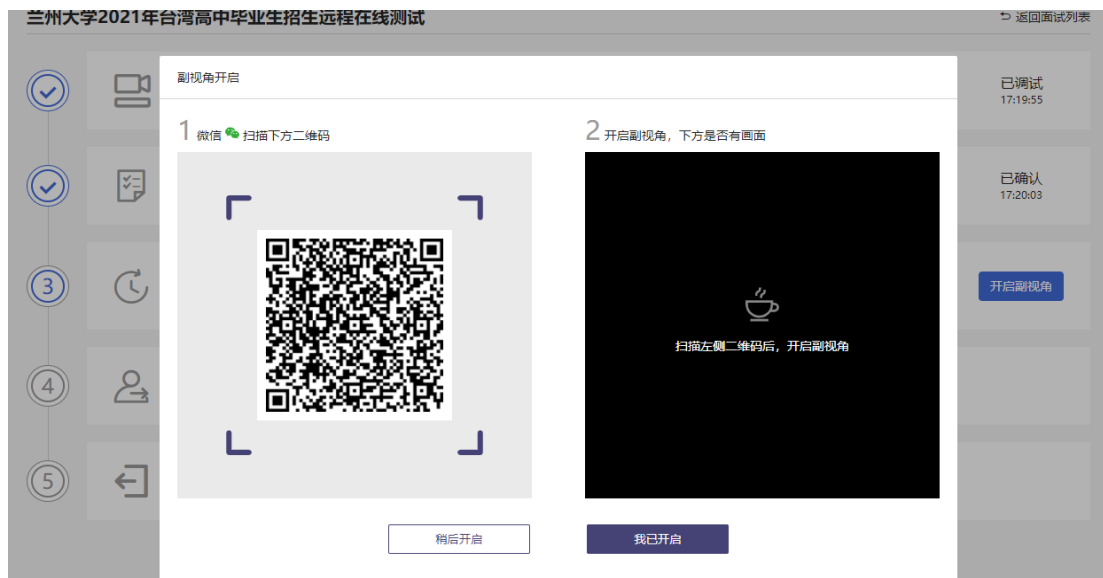 兰州大学2021年台湾高中毕业生招生远程在线测试
返回面试列表
副视角开启
1 微信 扫描下方二维码
2 开启副视角，下方是否有画面
扫描左侧二维码后，开启副视角
稍后开启
我已开启
已调试
17:19:55
已确认
17:20:03
3
开启副视角
4
5